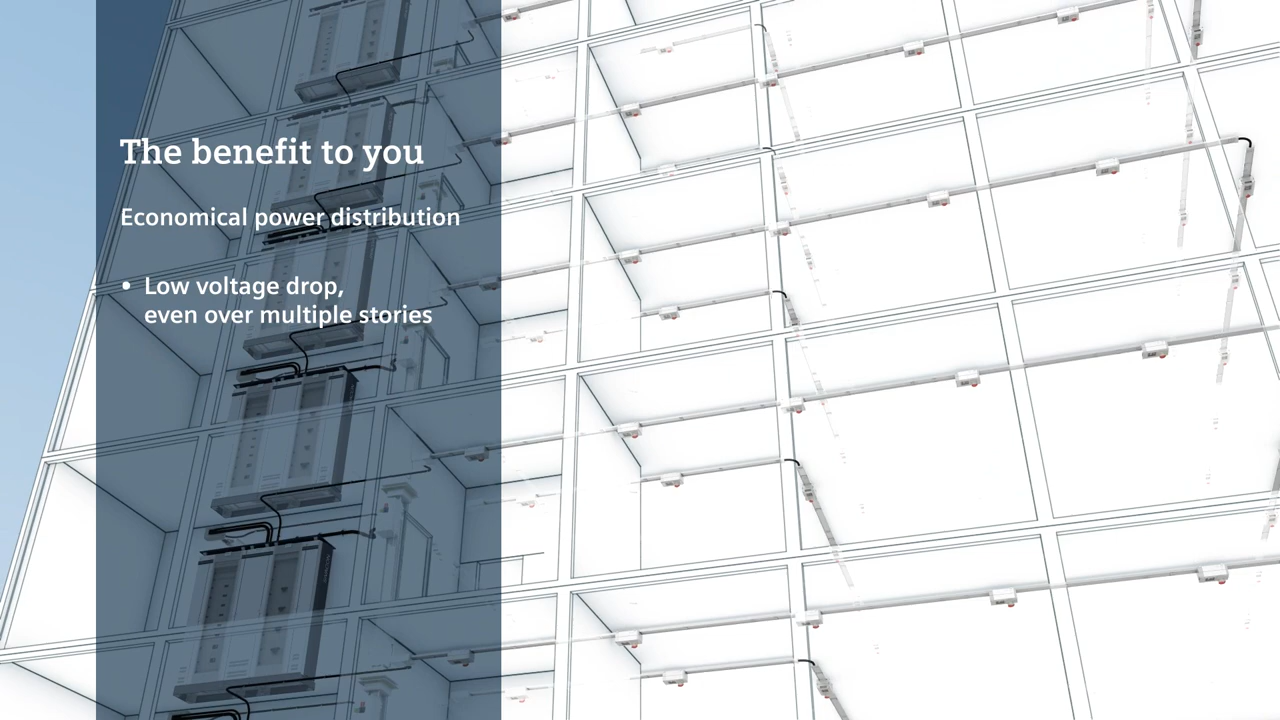 The benefit to you
Economical power distribution
• Low voltage drop,
even over multiple stories